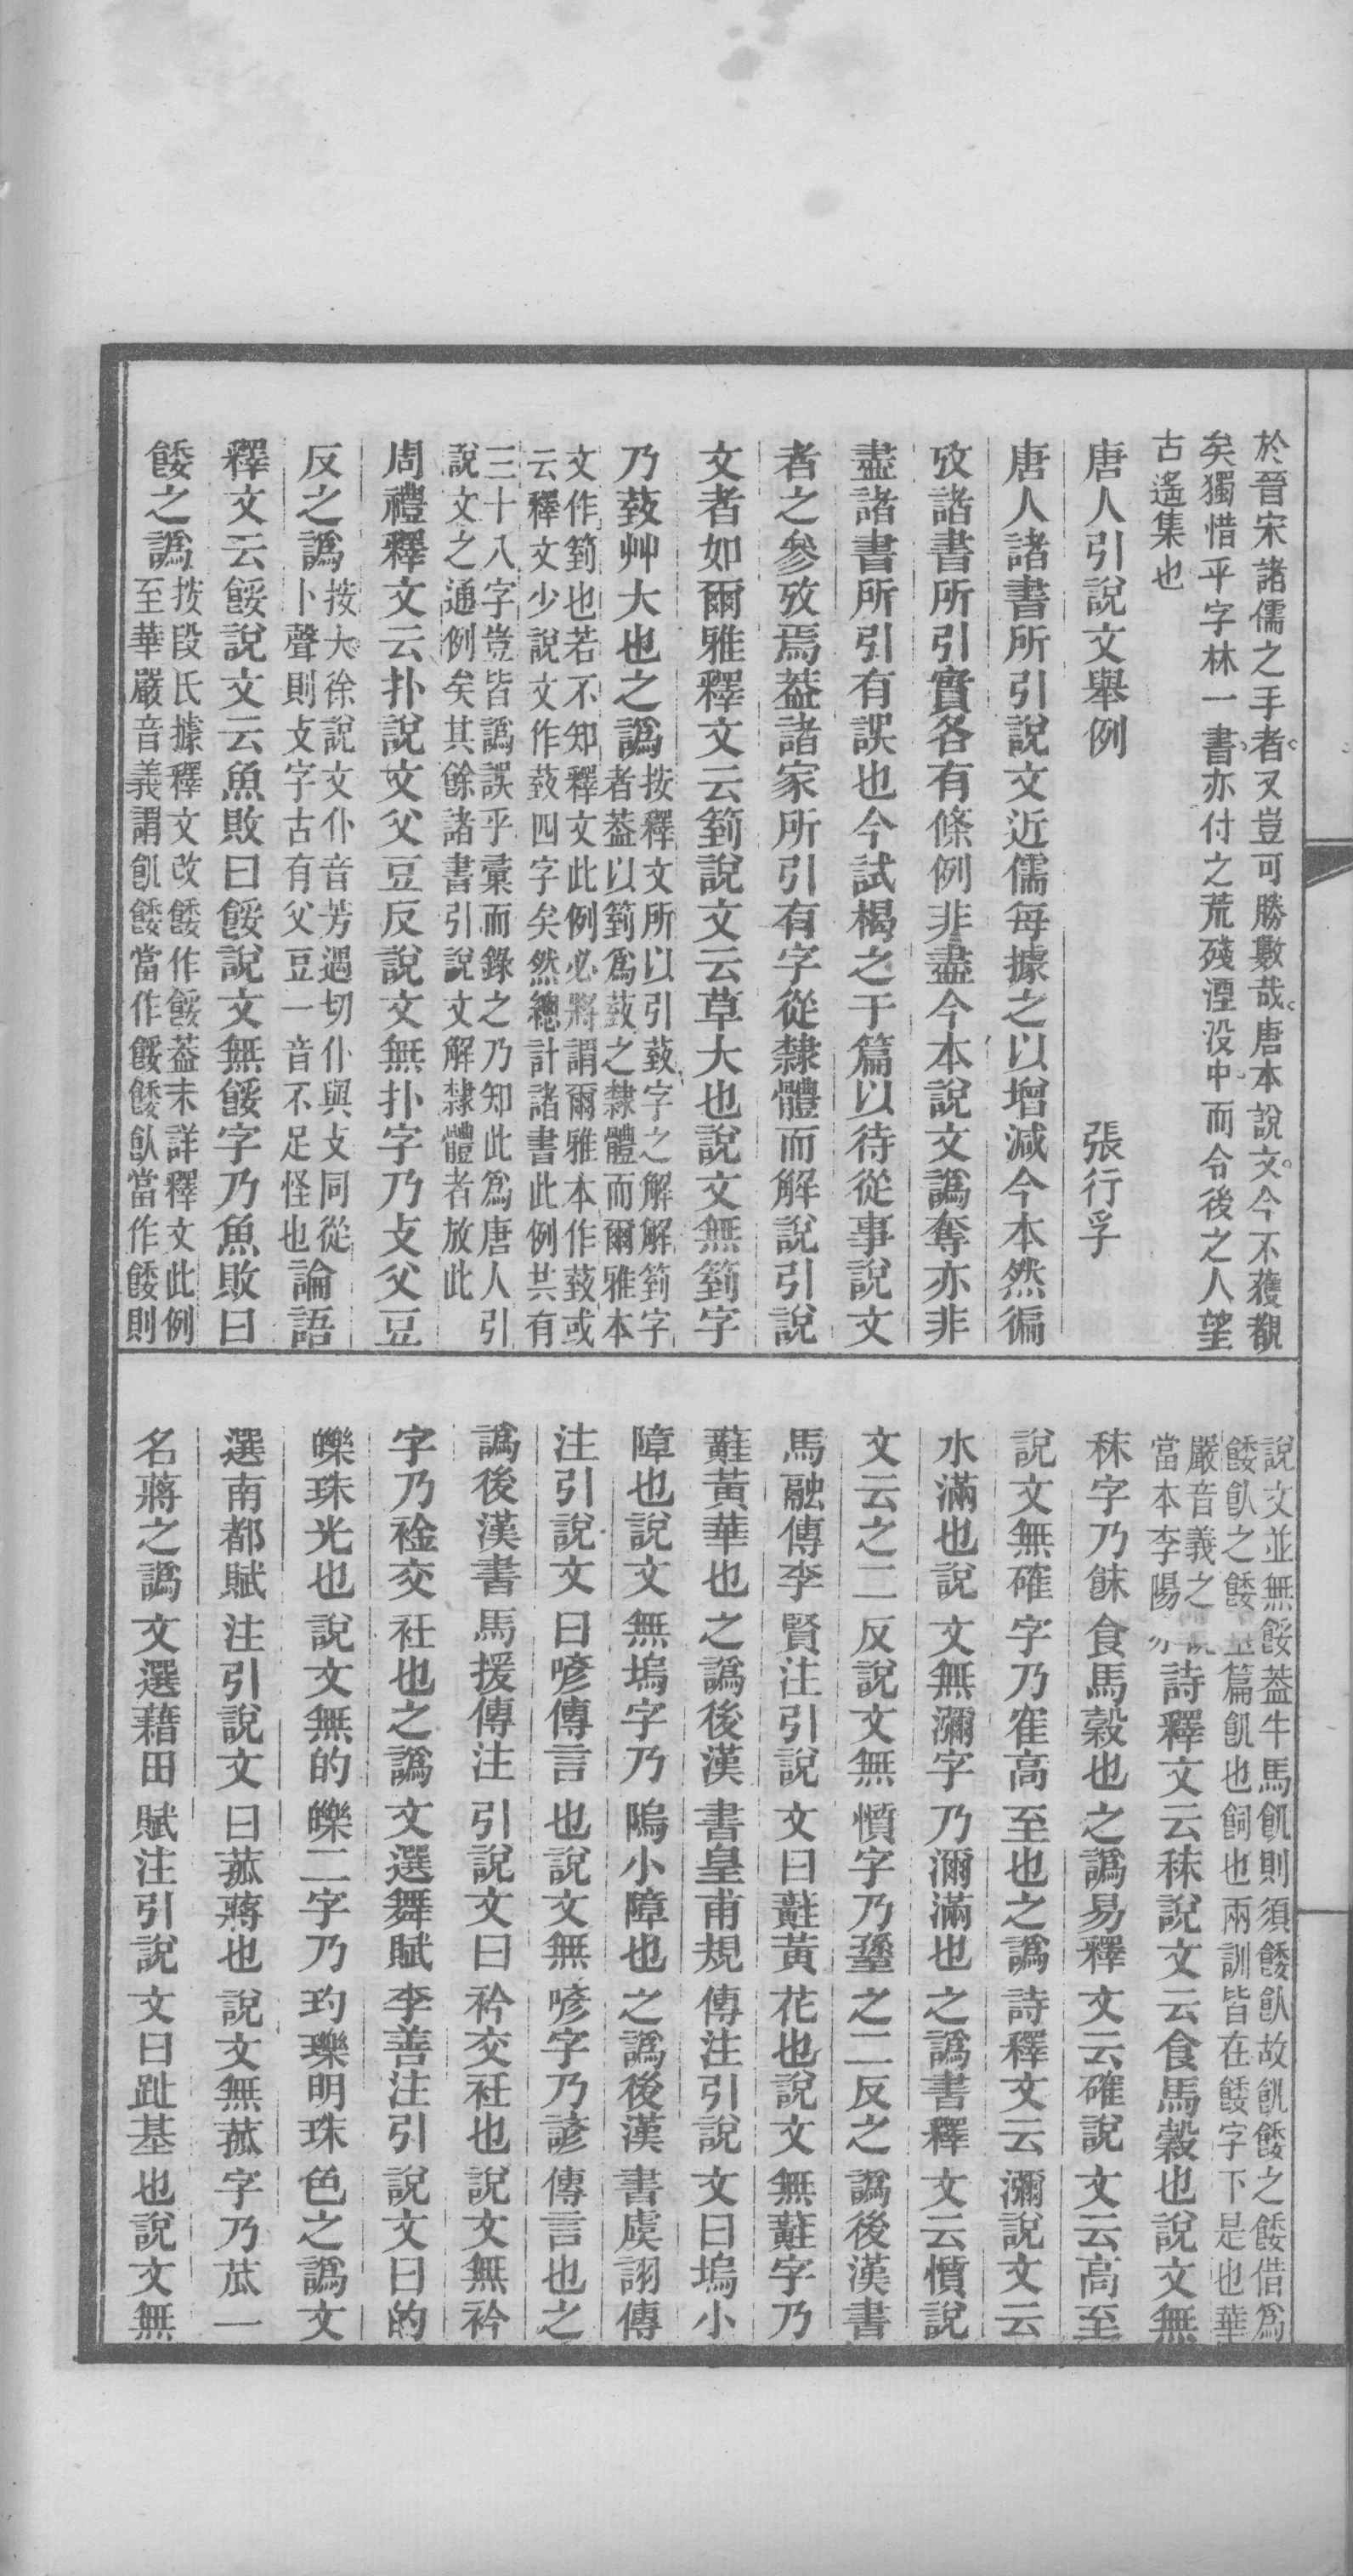 於晉宋諸儒之手者又豈可勝數哉唐本說文今不獲覩
矣獨惜平字林一書亦付之荒殘湮没中而令後之人望
古遙集也
唐人引說文舉例 張行孚
唐人諸書所引說文近儒每據之以增減今本然徧
攷諸書所引實各有條例非盡今本說文譌奪亦非
盡諸書所引有誤也今試楬之于篇以待從事說文
者之參攷焉葢諸家所引有字從隸體而解說引說
文者如爾雅釋文云箌說文云草大也說文無箌字
乃菿艸大也之譌按釋文所以引菿字之解解箌字
者葢以箌爲菿之隸體而爾雅本
文作箌也若不知釋文此例必將謂爾雅本作菿或
云釋文少說文作菿四字矣然總計諸書此例共有
三十八字豈皆譌誤乎彙而錄之乃知此爲唐人引
說文之通例矣其餘諸書引說文解隸體者放此
周禮釋文云扑說文父豆反說文無扑字乃攴父豆
反之譌按大徐說文仆音芳遇切仆與攴同從
卜聲則攴字古有父豆一音不足怪也論語
釋文云餒說文云魚敗曰餒說文無餒字乃魚敗曰
餧之譌按段氏據釋文改餧作餒葢未詳釋文此例
至華嚴音義謂飢餧當作餒餧飤當作餧則
說文並無餒葢牛馬飢則須餧飤故飢餧之餧借爲
餧飤之餧篇飢也飼也兩訓皆在餧字下是也華
嚴音義之
當本李陽詩釋文云秣說文云食馬穀也說文無
秣字乃餗食馬穀也之譌易釋文云確說文云高至
說文無確字乃隺高至也之譌詩釋文云瀰說文云
水滿也說文無瀰字乃濔滿也之譌書釋文云憤說
文云之二反說文無憤字乃𡠗之二反之譌後漢書
馬融傳李賢注引說文曰蘣黃花也說文無蘣字乃
蘳黃華也之譌後漢書皇甫規傳注引說文曰塢小
障也說文無塢字乃隖小障也之譌後漢書虞詡傳
注引說文曰喭傳言也說文無喭字乃諺傳言也之
譌後漢書馬援傳注引說文曰衿交衽也說文無衿
字乃䘳交衽也之譌文選舞賦李善注引說文曰的
皪珠光也說文無的皪二字乃玓瓅明珠色之譌文
選南都賦注引說文曰菰蔣也說文無菰字乃苽一
名蔣之譌文選藉田賦注引說文曰趾基也說文無